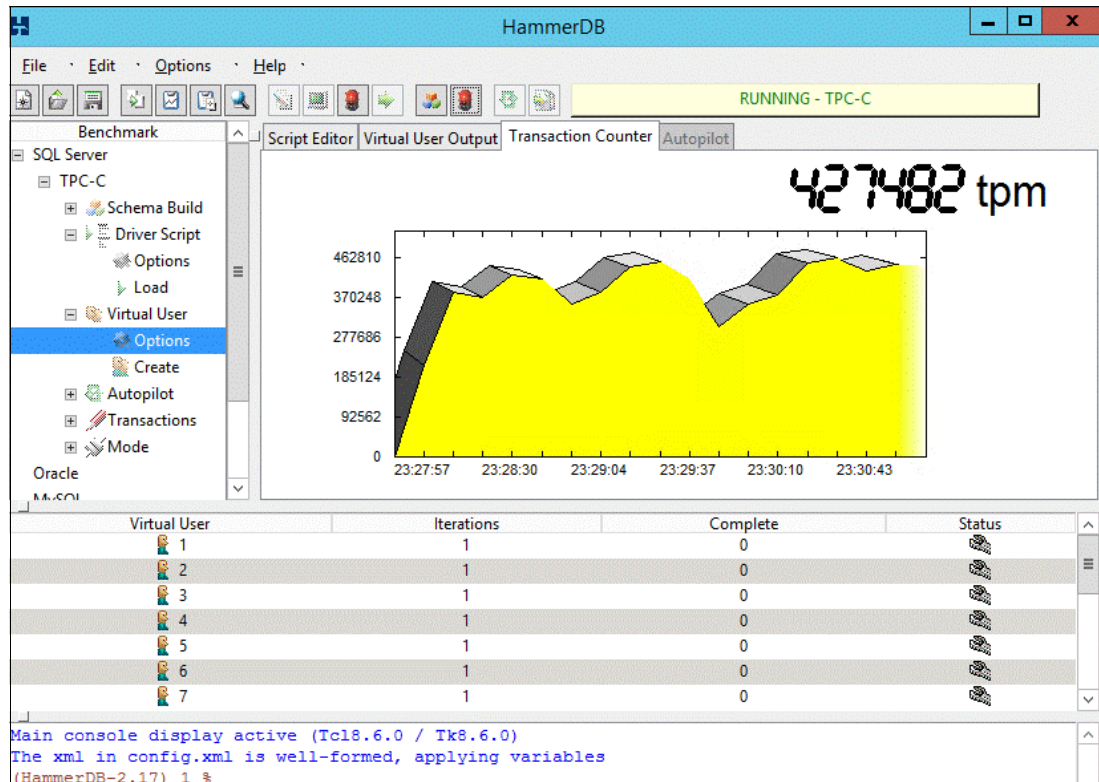 HammerDB
File Edit Options Help
RUNNING - TPC-C
Benchmark
SQL Server
TPC-C
Schema Build
Driver Script
Options
Load
Virtual User
Options
Create
Autopilot
Transactions
Mode
Oracle
MySQL
Script Editor Virtual User Output Transaction Counter Autopilot
427482 tpm
462810
370248
277686
185124
92562
0
23:27:57 23:28:30 23:29:04 23:29:37 23:30:10 23:30:43
Virtual User Iterations Complete Status
1 1 0
2 1 0
3 1 0
4 1 0
5 1 0
6 1 0
7 1 0
Main console display active (Tcl8.6.0 / Tk8.6.0)
The xml in config.xml is well-formed, applying variables
(HammerDB-2.17) 1 %